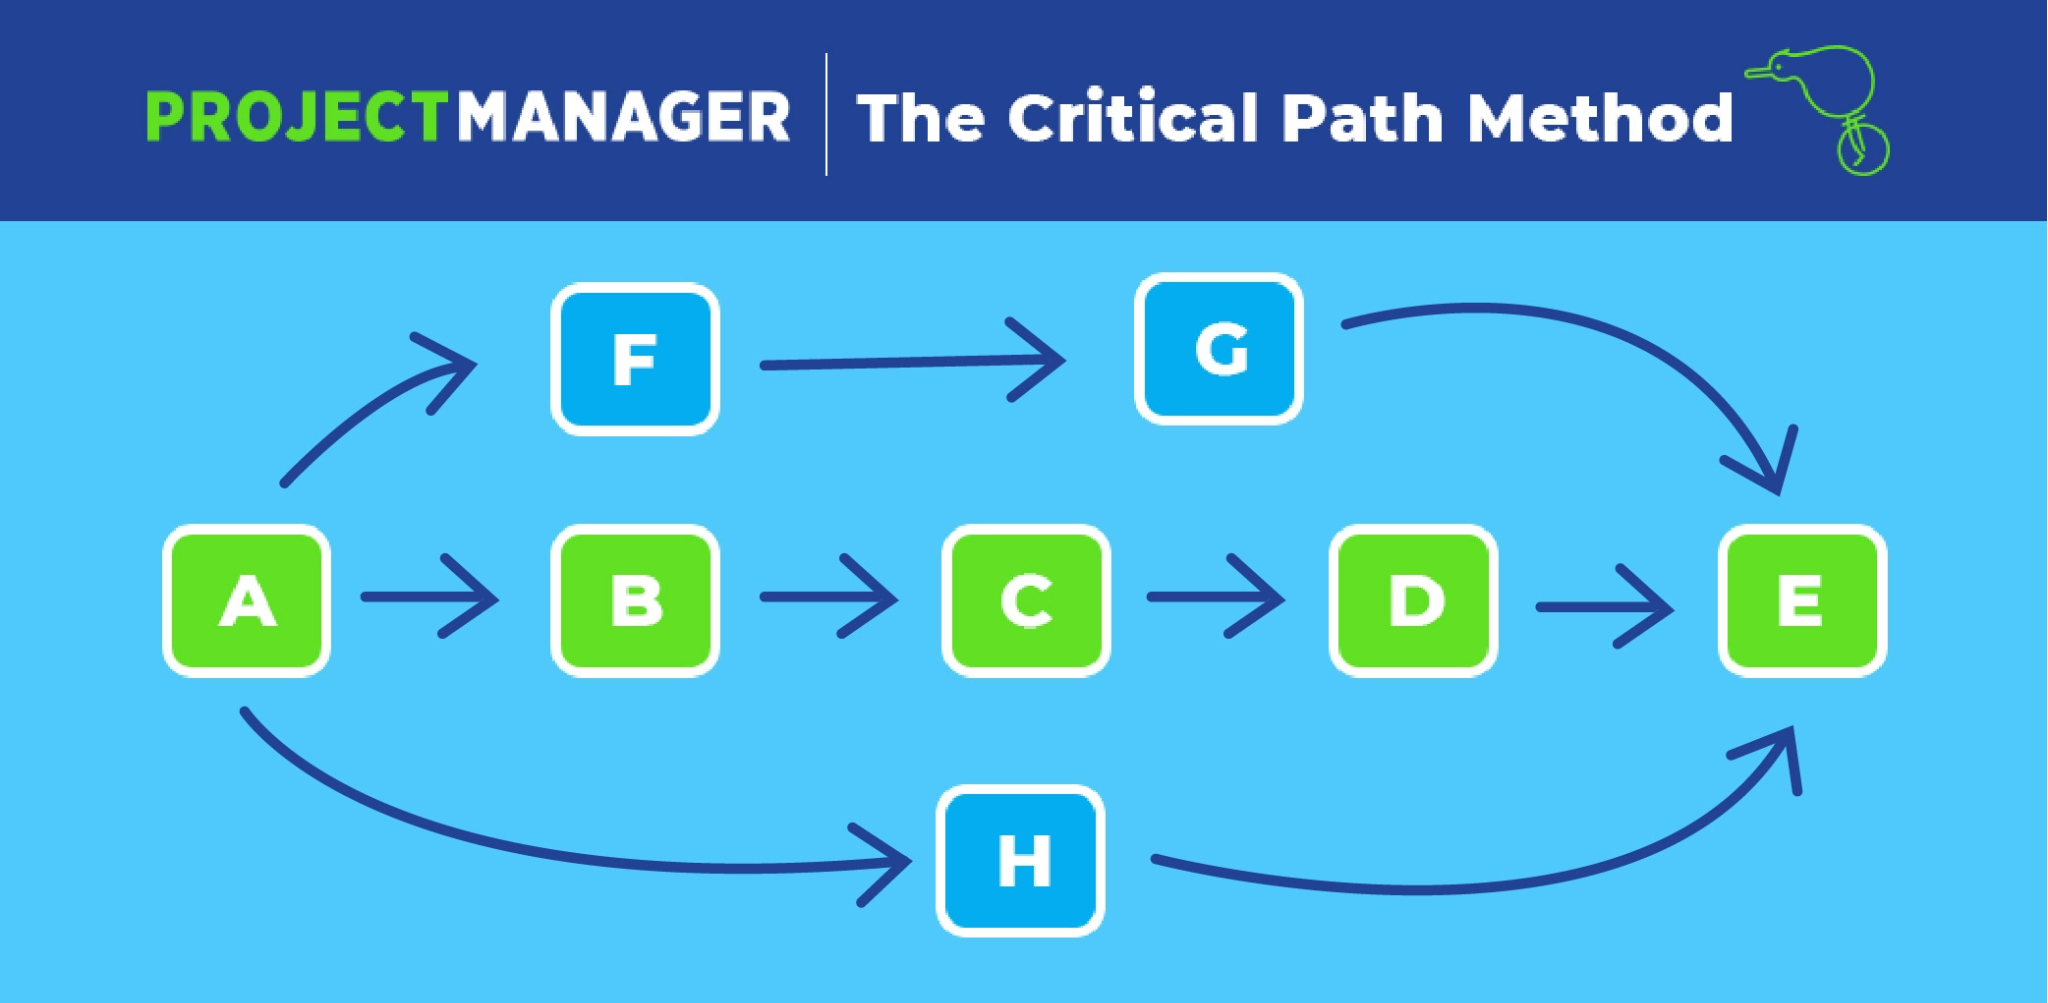 PROJECTMANAGER
The Critical Path Method
F
G
A
B
C
D
E
H